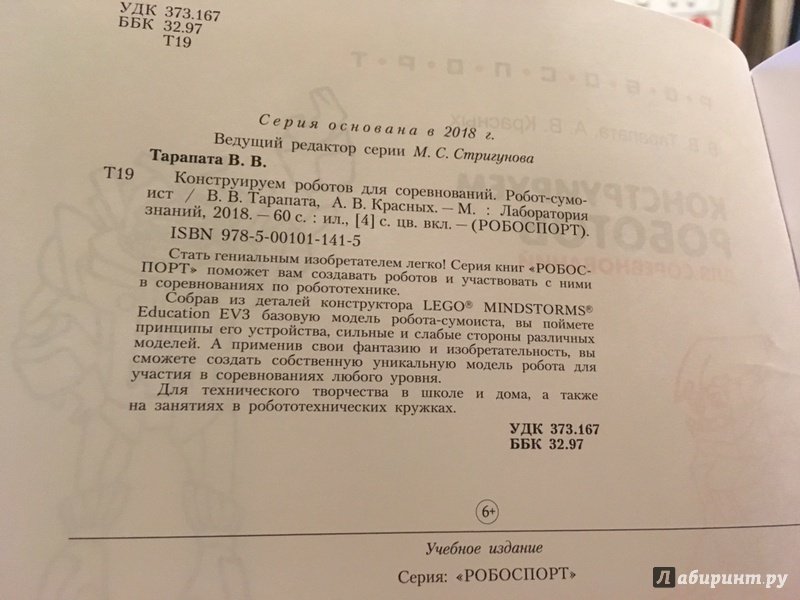 УДК 373.167
ББК 32.97
Т19
Р•О•Б•О•С•П•О•Р•Т
В. В. Тарапата, А. В. Красных
КОНСТРУИРУЕМ
РОБОТОВ
Серия основана в 2018 г.
Ведущий редактор серии М. С. Стригунова
Тарапата В. В.
Т19 Конструируем роботов для соревнований. Робот-сумо-
ист / В. В. Тарапата, А. В. Красных. — М. : Лаборатория
знаний, 2018. — 60 с. : ил., [4] с. цв. вкл. — (РОБОСПОРТ).
ISBN 978-5-00101-141-5
Стать гениальным изобретателем легко! Серия книг «РОБОС-
ПОРТ» поможет вам создавать роботов и участвовать с ними
в соревнованиях по робототехнике.
Собрав из деталей конструктора LEGO® MINDSTORMS®
Education EV3 базовую модель робота-сумоиста, вы поймете
принципы его устройства, сильные и слабые стороны различных
моделей. А применив свои фантазию и изобретательность, вы
сможете создать собственную уникальную модель робота для
участия в соревнованиях любого уровня.
Для технического творчества в школе и дома, а также
на занятиях в робототехнических кружках.
УДК 373.167
ББК 32.97
6+
Учебное издание
Серия: «РОБОСПОРТ»
Лабиринт.ру